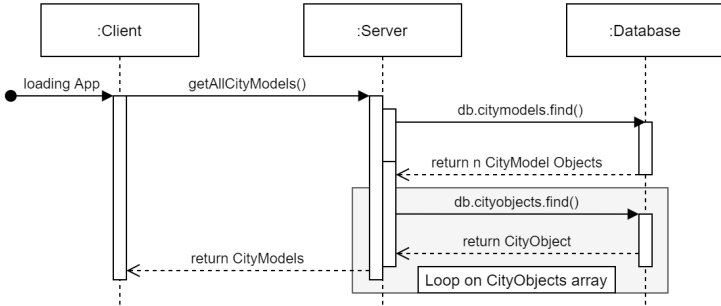 :Client
:Server
:Database
loading App
getAllCityModels()
db.citymodels.find()
return n CityModel Objects
db.cityobjects.find()
return CityObject
return CityModels
Loop on CityObjects array